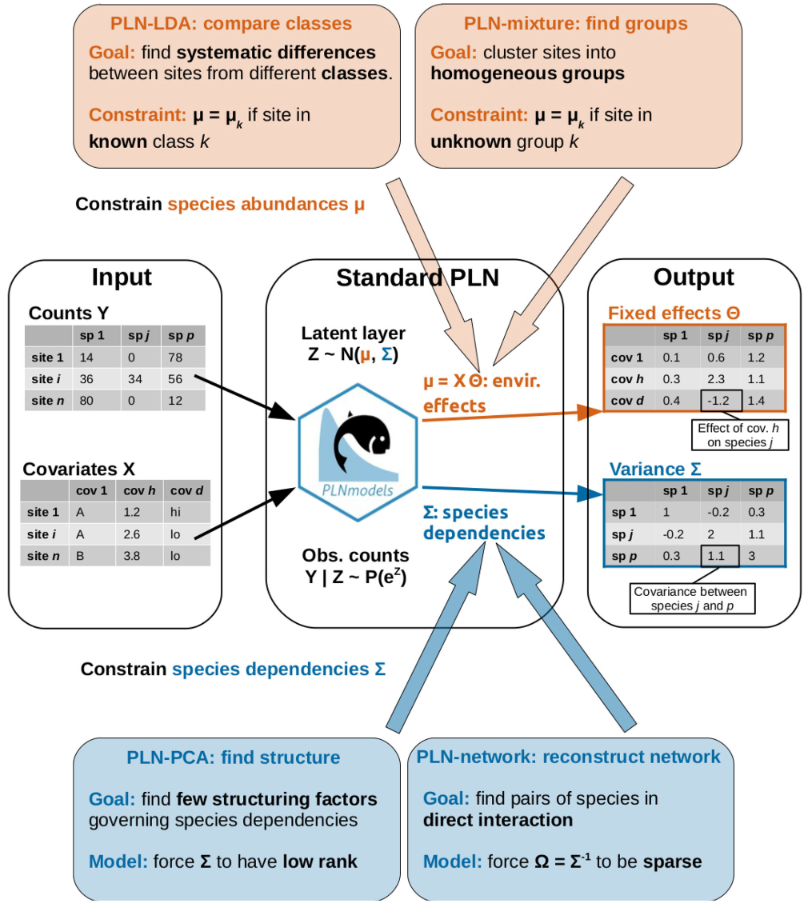 PLN-LDA: compare classes
Goal: find systematic differences
between sites from different classes.
Constraint: μ = μk if site in
known class k
PLN-mixture: find groups
Goal: cluster sites into
homogeneous groups
Constraint: μ = μk if site in
unknown group k
Constrain species abundances μ
Input
Counts Y
sp 1 sp j sp p
site 1 14 0 78
site i 36 34 56
site n 80 0 12
Covariates X
cov 1 cov h cov d
site 1 A 1.2 hi
site i A 2.6 lo
site n B 3.8 lo
Standard PLN
Latent layer
Z ~ N(μ, Σ)
μ = X Θ: envir.
effects
PLNmodels
Σ: species
dependencies
Obs. counts
Y | Z ~ P(e^Z)
Output
Fixed effects Θ
sp 1 sp j sp p
cov 1 0.1 0.6 1.2
cov h 0.3 2.3 1.1
cov d 0.4 -1.2 1.4
Effect of cov. h
on species j
Variance Σ
sp 1 sp j sp p
sp 1 1 -0.2 0.3
sp j -0.2 2 1.1
sp p 0.3 1.1 3
Covariance between
species j and p
Constrain species dependencies Σ
PLN-PCA: find structure
Goal: find few structuring factors
governing species dependencies
Model: force Σ to have low rank
PLN-network: reconstruct network
Goal: find pairs of species in
direct interaction
Model: force Ω = Σ⁻¹ to be sparse